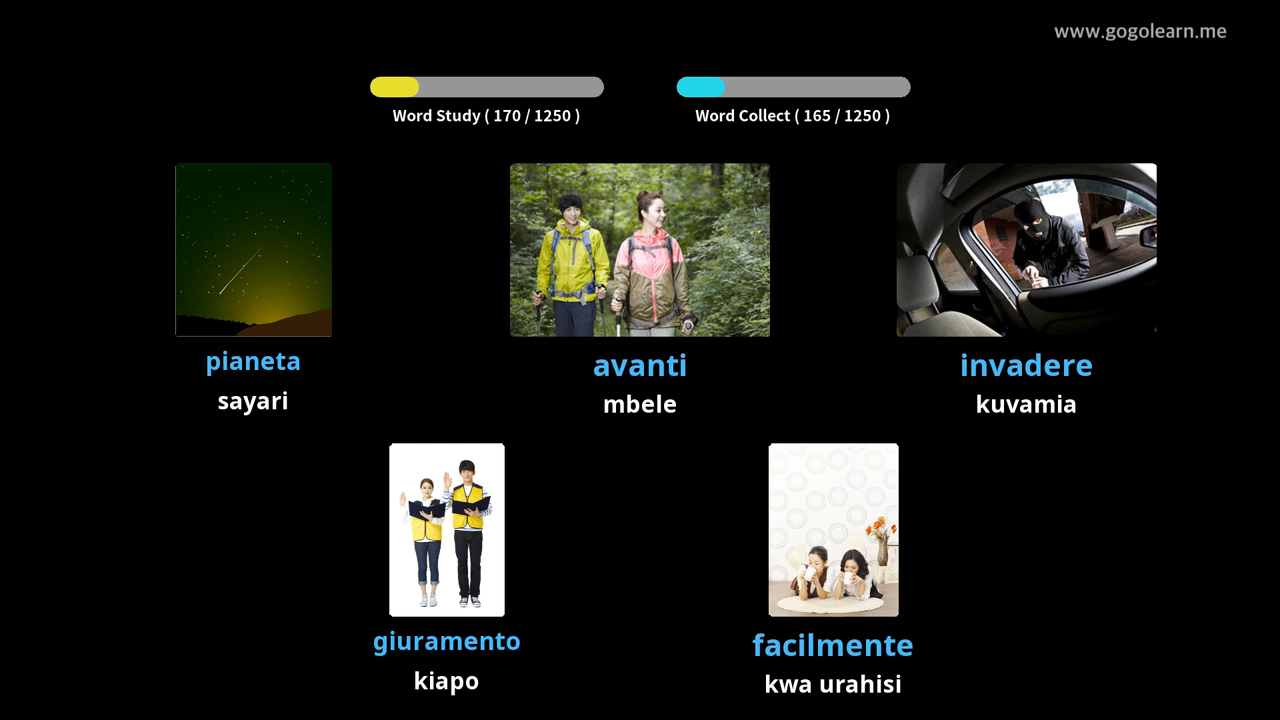 www.gogolearn.me
Word Study ( 170 / 1250 )
Word Collect ( 165 / 1250 )
pianeta
sayari
avanti
mbele
invadere
kuvamia
giuramento
kiapo
facilmente
kwa urahisi